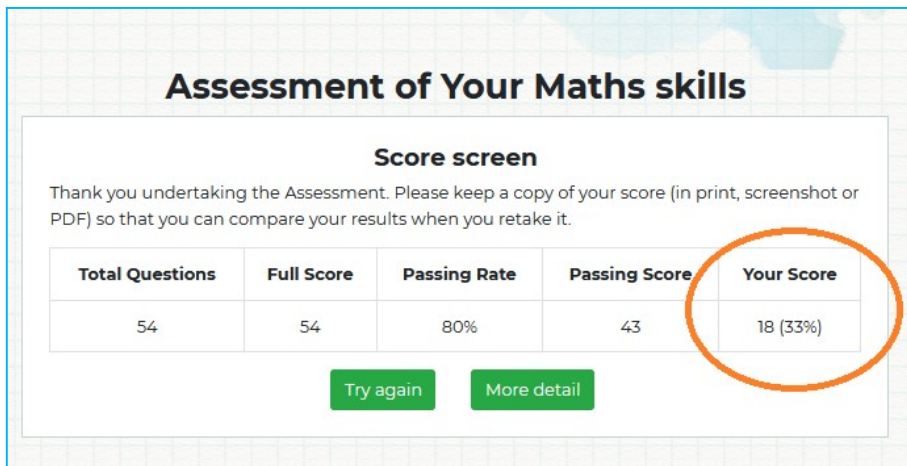 Assessment of Your Maths skills
Score screen
Thank you undertaking the Assessment. Please keep a copy of your score (in print, screenshot or
PDF) so that you can compare your results when you retake it.
Total Questions Full Score Passing Rate Passing Score Your Score
54 54 80% 43 18 (33%)
Try again More detail